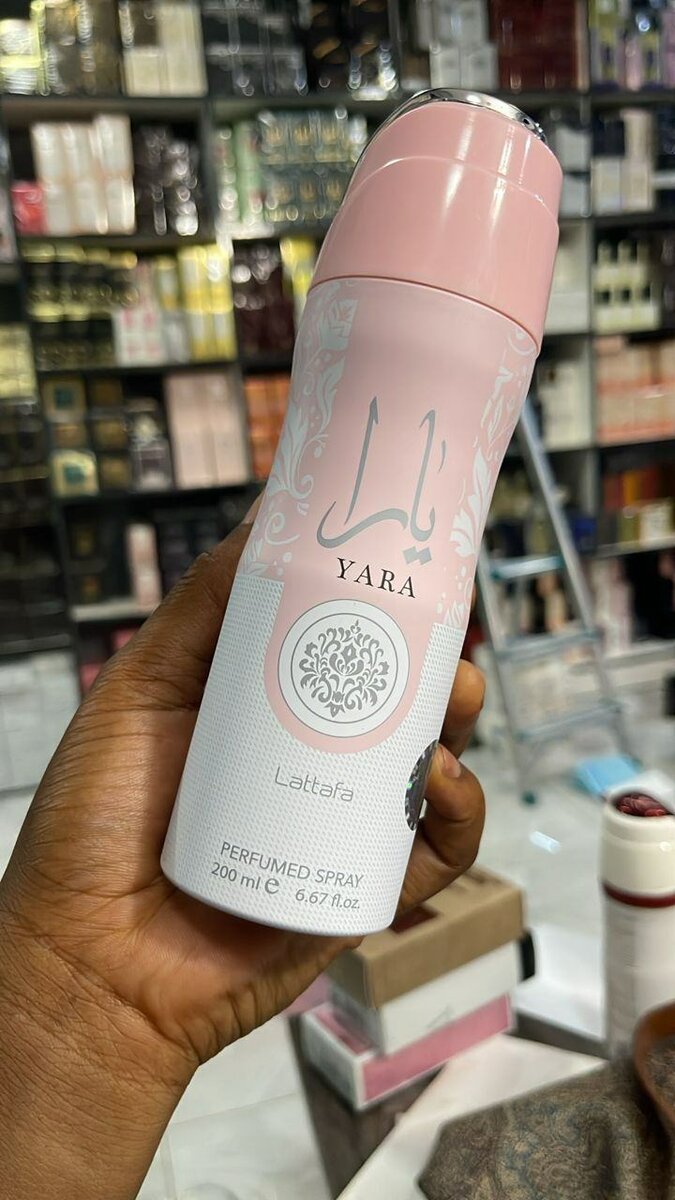 يارا
YARA
Lattafa
PERFUMED SPRAY
200 ml e 6.67 fl.oz.